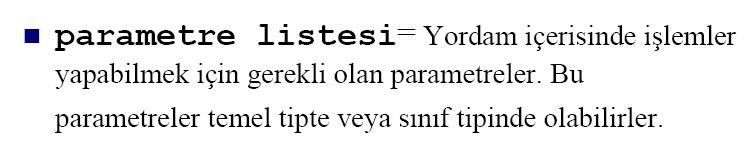 parametre listesi= Yordam içerisinde işlemler
yapabilmek için gerekli olan parametreler. Bu
parametreler temel tipte veya sınıf tipinde olabilirler.